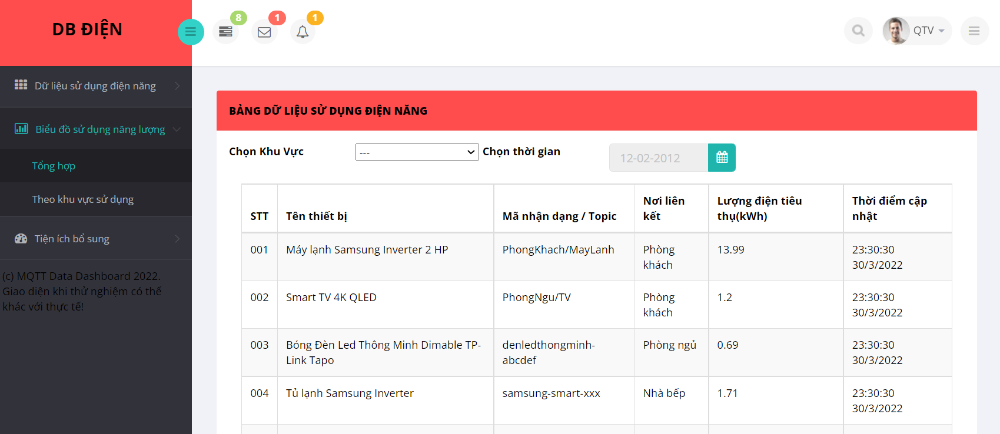 DB ĐIỆN
8
1
1
QTV
Dữ liệu sử dụng điện năng
Biểu đồ sử dụng năng lượng
Tổng hợp
Theo khu vực sử dụng
Tiện ích bổ sung
(c) MQTT Data Dashboard 2022.
Giao diện khi thử nghiệm có thể
khác với thực tế!
BẢNG DỮ LIỆU SỬ DỤNG ĐIỆN NĂNG
Chọn Khu Vực
---
Chọn thời gian
12-02-2012
STT
Tên thiết bị
Mã nhận dạng / Topic
Nơi liên
kết
Lượng điện tiêu
thụ(kWh)
Thời điểm cập
nhật
001
Máy lạnh Samsung Inverter 2 HP
PhongKhach/MayLanh
Phòng
khách
13.99
23:30:30
30/3/2022
002
Smart TV 4K QLED
PhongNgu/TV
Phòng
khách
1.2
23:30:30
30/3/2022
003
Bóng Đèn Led Thông Minh Dimable TP-
Link Tapo
denledthongminh-
abcdef
Phòng ngủ
0.69
23:30:30
30/3/2022
004
Tủ lạnh Samsung Inverter
samsung-smart-xxx
Nhà bếp
1.71
23:30:30
30/3/2022